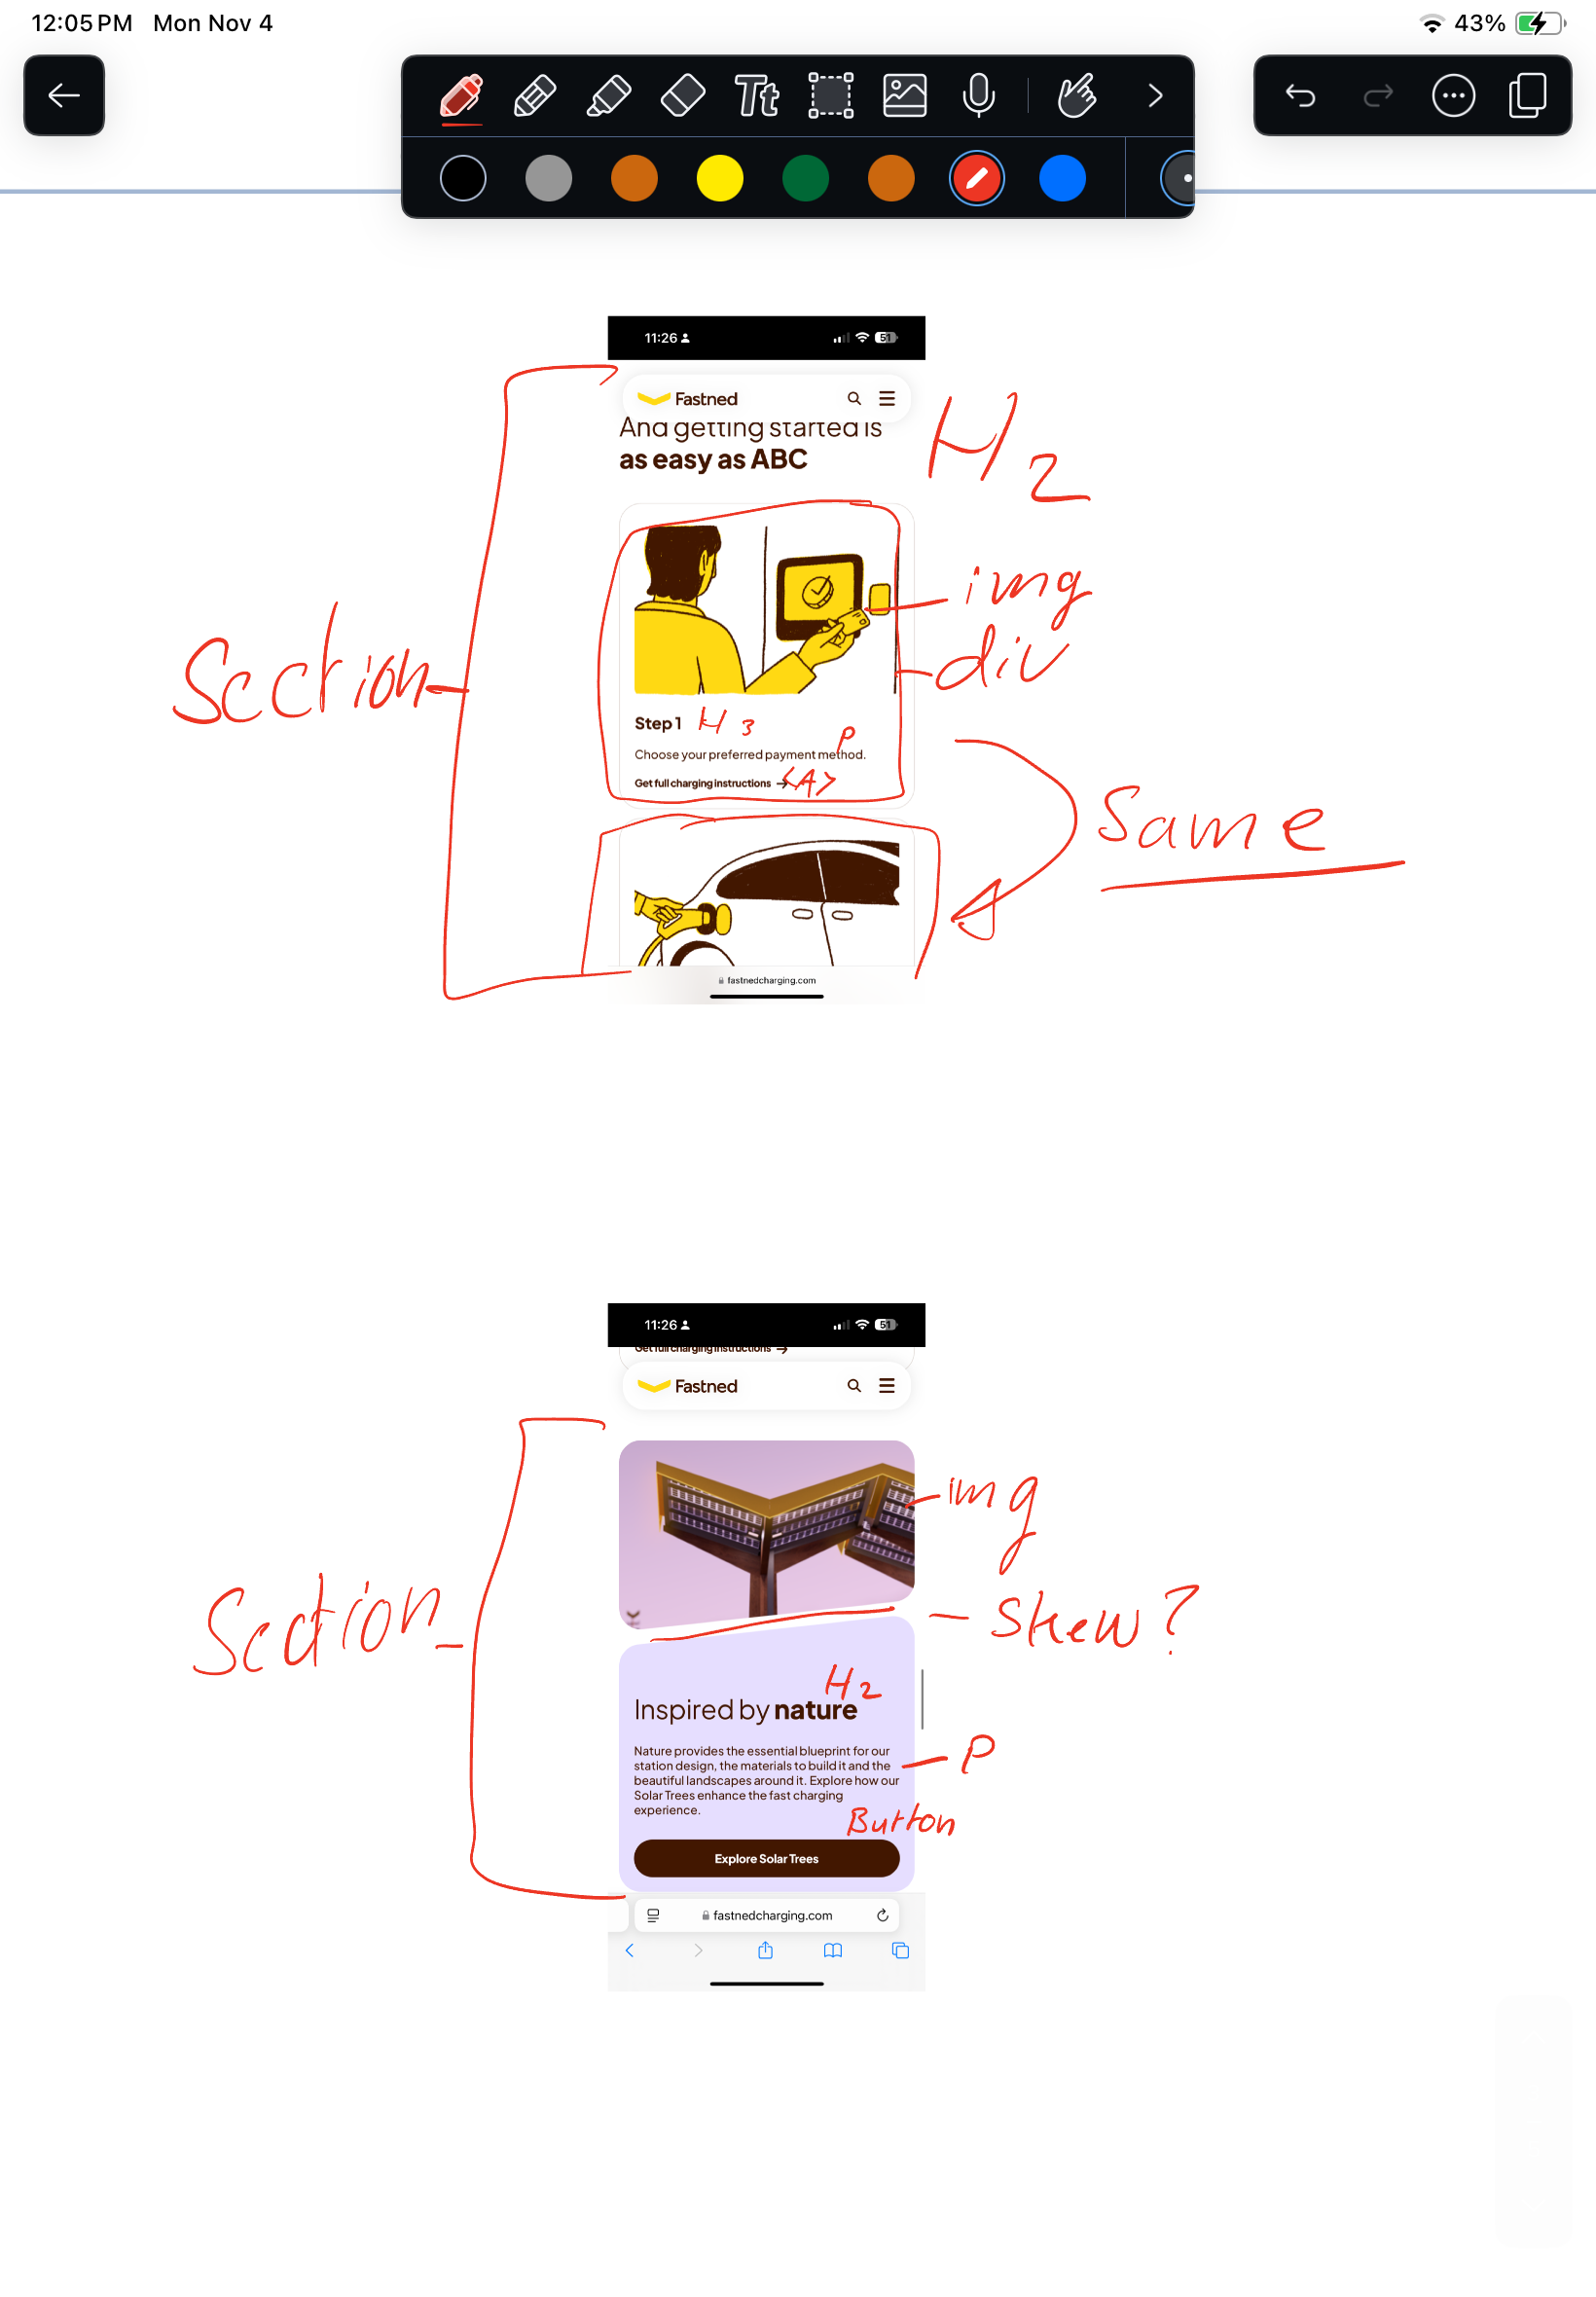 12:05 PM Mon Nov 4
43%
Tt
11:26
51
Fastned
And getting started is
as easy as ABC
H2
img
div
Section
Step 1 H3
P
Choose your preferred payment method.
Get full charging instructions → <A>
Same
fastnedcharging.com
11:26
51
Get full charging instructions →
Fastned
img
Section
- Skew?
H2
Inspired by nature
Nature provides the essential blueprint for our
station design, the materials to build it and the
beautiful landscapes around it. Explore how our
Solar Trees enhance the fast charging
experience.
P
Button
Explore Solar Trees
fastnedcharging.com